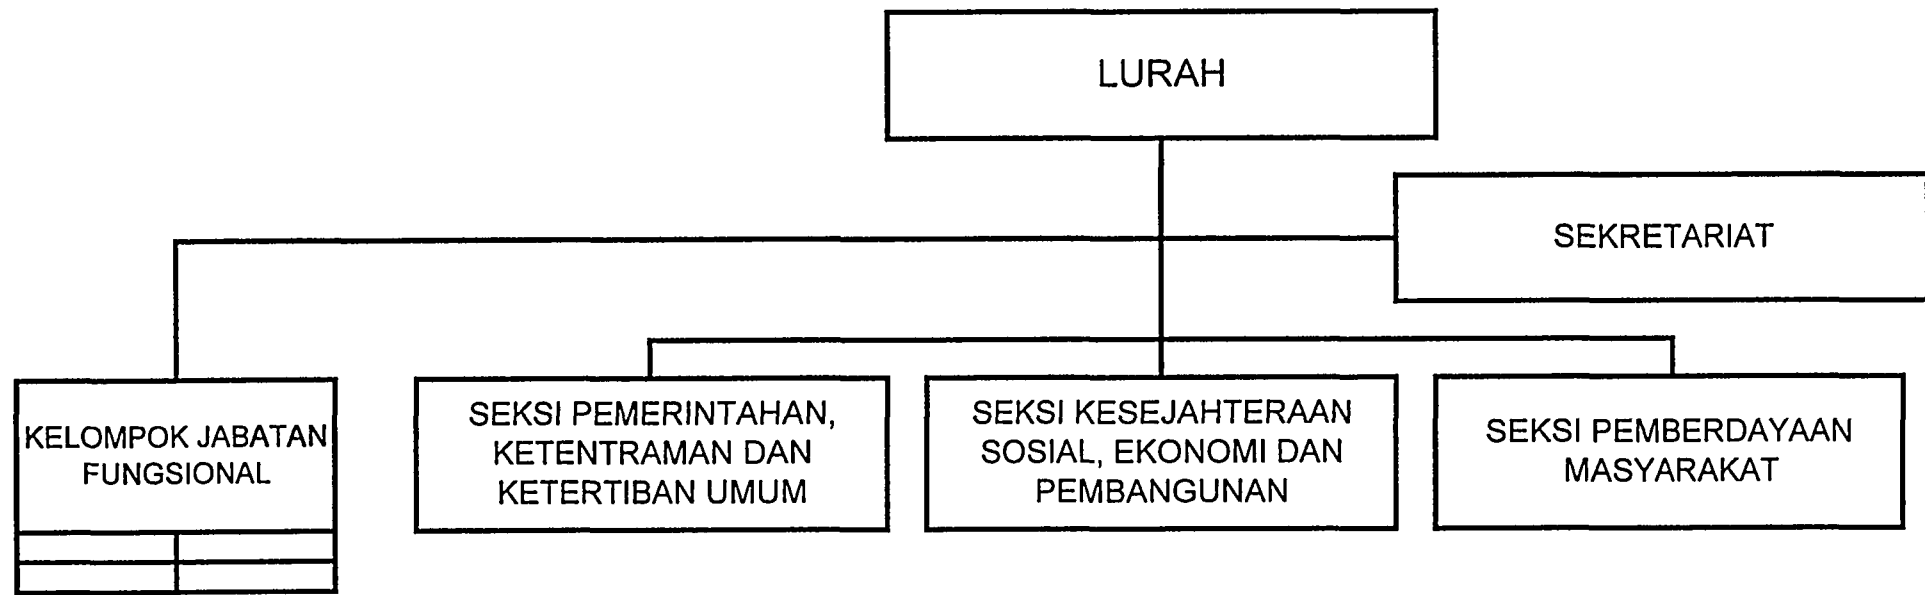 LURAH
SEKRETARIAT
KELOMPOK JABATAN
FUNGSIONAL
SEKSI PEMERINTAHAN,
KETENTRAMAN DAN
KETERTIBAN UMUM
SEKSI KESEJAHTERAAN
SOSIAL, EKONOMI DAN
PEMBANGUNAN
SEKSI PEMBERDAYAAN
MASYARAKAT